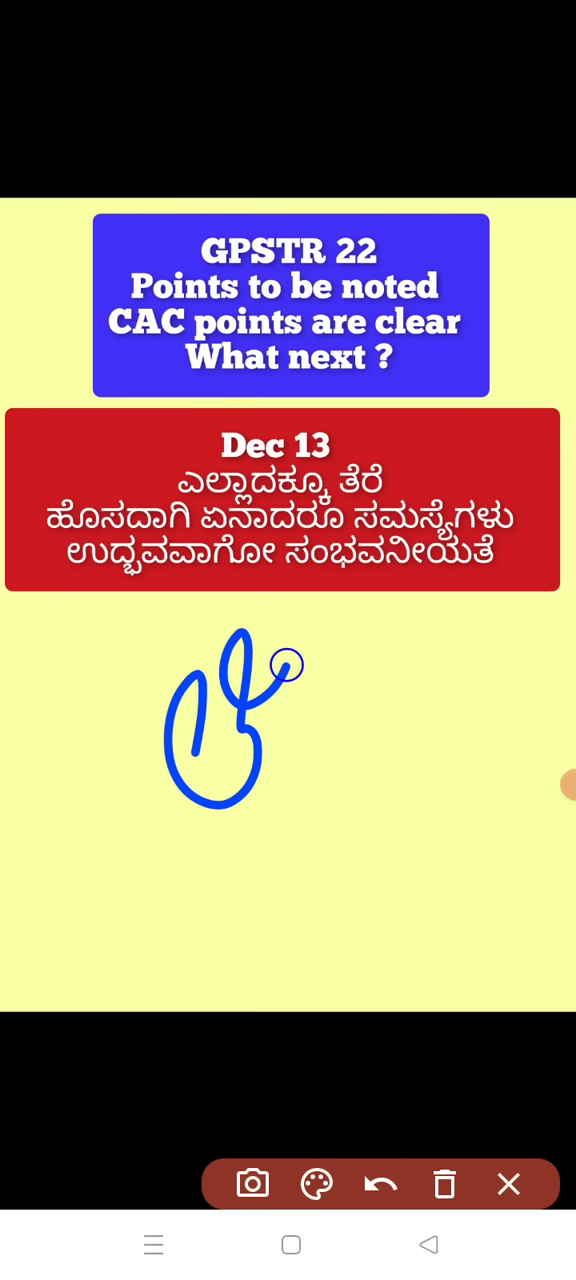 GPSTR 22
Points to be noted
CAC points are clear
What next ?
Dec 13
ಎಲ್ಲಾದಕ್ಕೂ ತೆರೆ
ಹೊಸದಾಗಿ ಏನಾದರೂ ಸಮಸ್ಯೆಗಳು
ಉದ್ಭವವಾಗೋ ಸಂಭವನೀಯತೆ